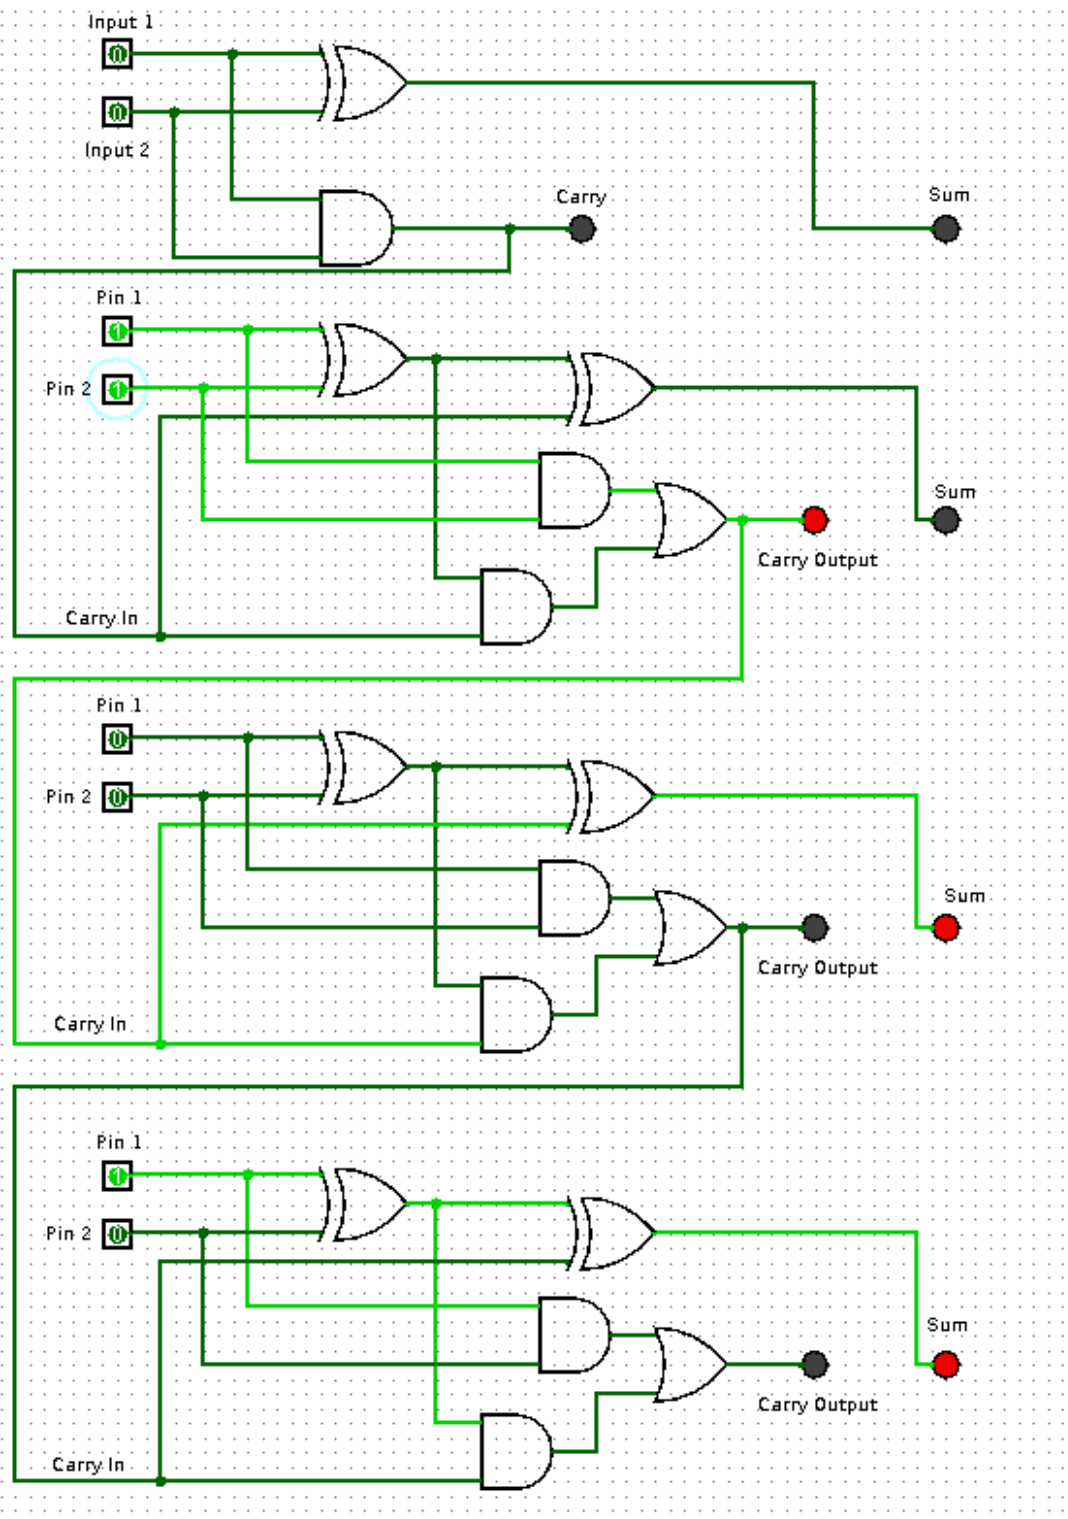 Input 1
0
0
Input 2
Carry
Sum
Pin 1
1
Pin 2
1
Sum
Carry Output
Carry In
Pin 1
0
Pin 2
0
Sum
Carry Output
Carry In
Pin 1
1
Pin 2
0
Sum
Carry Output
Carry In